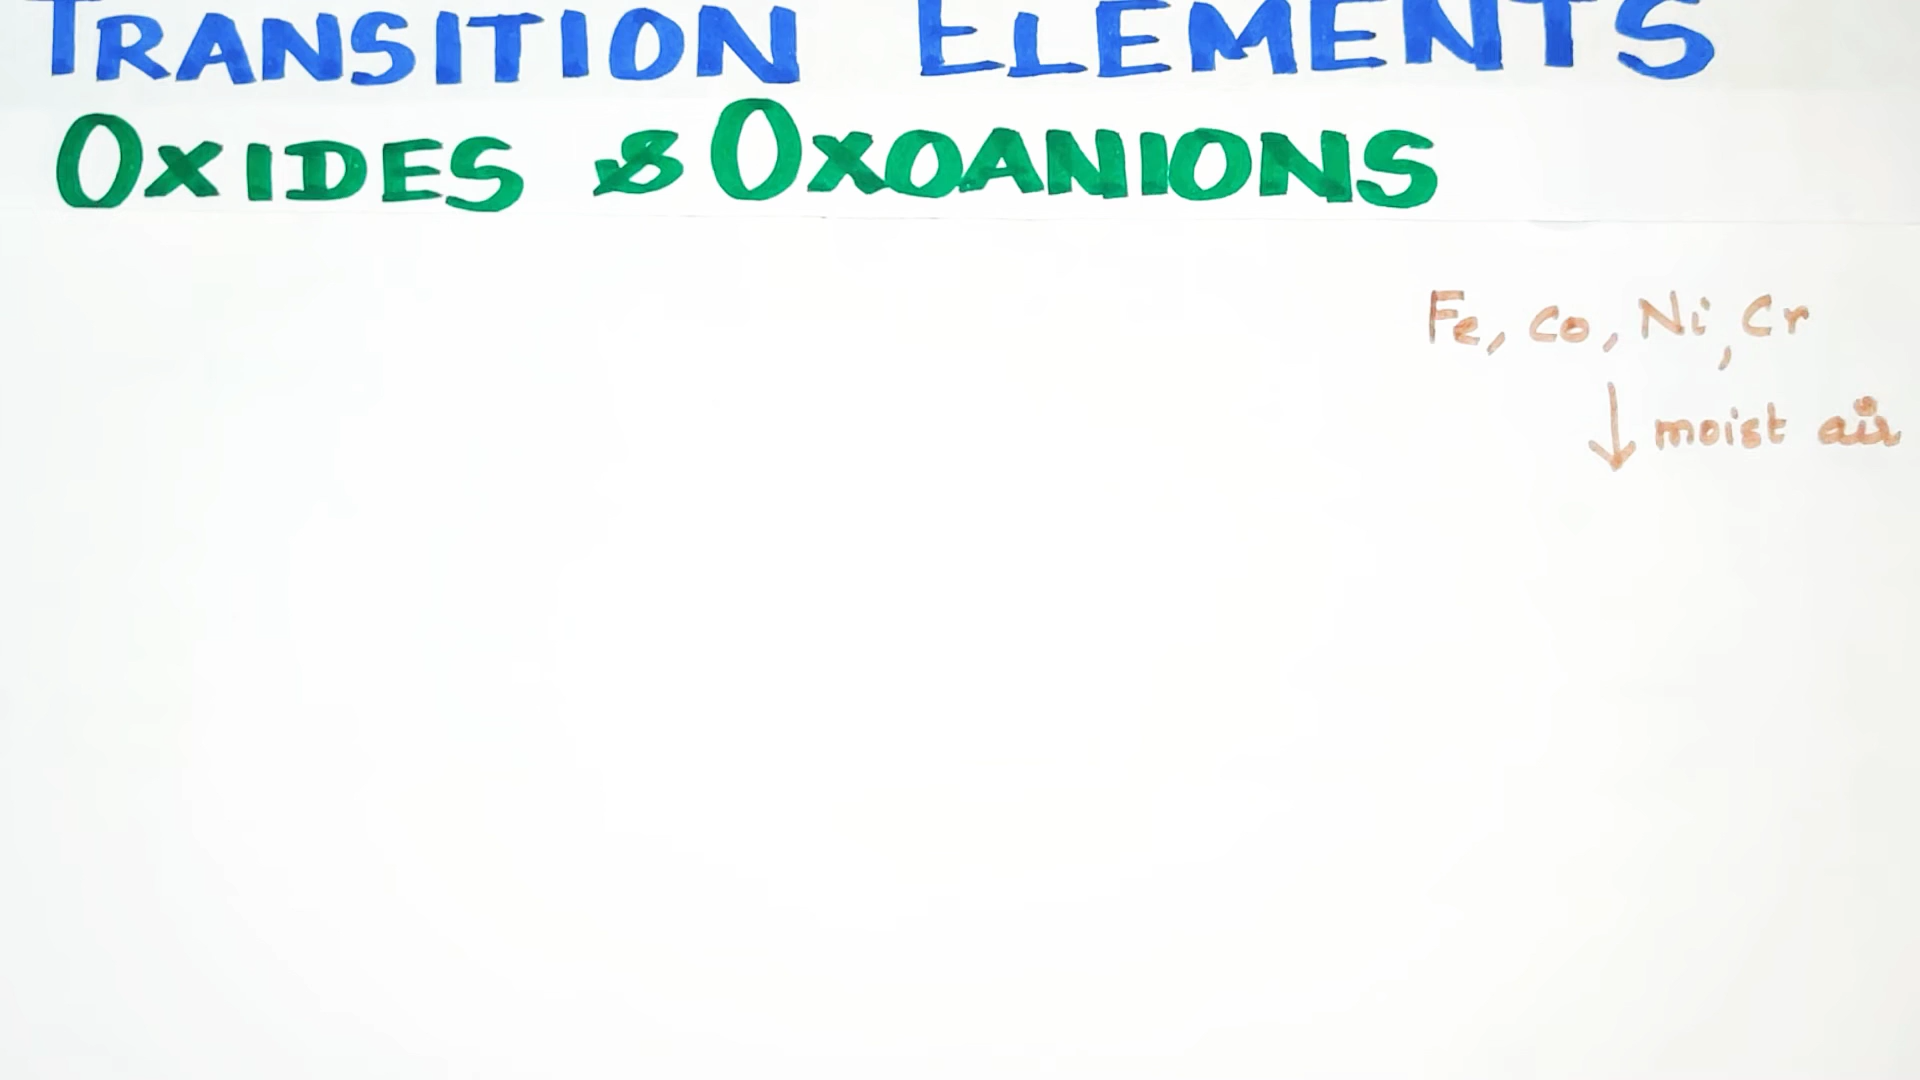 TRANSITION ELEMENTS
OXIDES & OXOANIONS
Fe, Co, Ni, Cr
↓ moist air